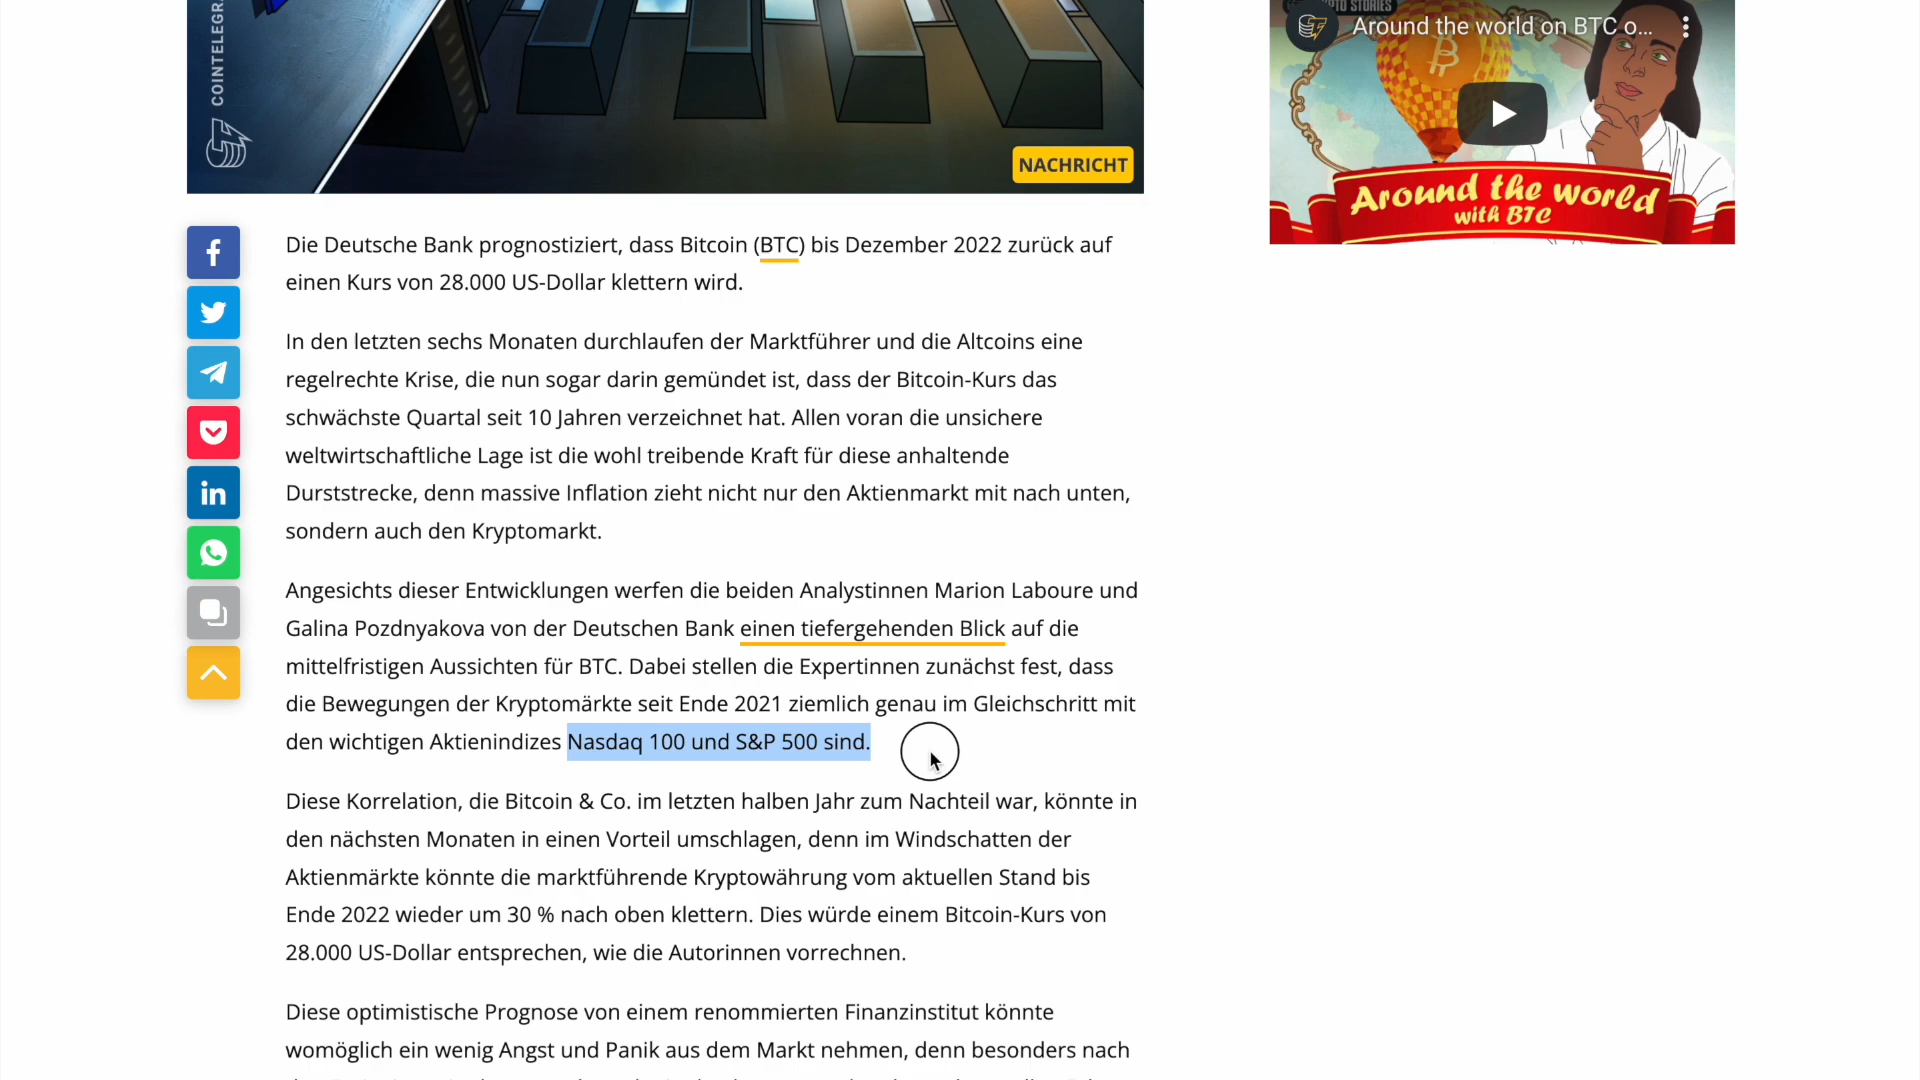 COINTELEGRA
NACHRICHT
Around the world on BTC o...
Around the world
with BTC
Die Deutsche Bank prognostiziert, dass Bitcoin (BTC) bis Dezember 2022 zurück auf
einen Kurs von 28.000 US-Dollar klettern wird.
In den letzten sechs Monaten durchlaufen der Marktführer und die Altcoins eine
regelrechte Krise, die nun sogar darin gemündet ist, dass der Bitcoin-Kurs das
schwächste Quartal seit 10 Jahren verzeichnet hat. Allen voran die unsichere
weltwirtschaftliche Lage ist die wohl treibende Kraft für diese anhaltende
Durststrecke, denn massive Inflation zieht nicht nur den Aktienmarkt mit nach unten,
sondern auch den Kryptomarkt.
Angesichts dieser Entwicklungen werfen die beiden Analystinnen Marion Laboure und
Galina Pozdnyakova von der Deutschen Bank einen tiefergehenden Blick auf die
mittelfristigen Aussichten für BTC. Dabei stellen die Expertinnen zunächst fest, dass
die Bewegungen der Kryptomärkte seit Ende 2021 ziemlich genau im Gleichschritt mit
den wichtigen Aktienindizes Nasdaq 100 und S&P 500 sind.
Diese Korrelation, die Bitcoin & Co. im letzten halben Jahr zum Nachteil war, könnte in
den nächsten Monaten in einen Vorteil umschlagen, denn im Windschatten der
Aktienmärkte könnte die marktführende Kryptowährung vom aktuellen Stand bis
Ende 2022 wieder um 30 % nach oben klettern. Dies würde einem Bitcoin-Kurs von
28.000 US-Dollar entsprechen, wie die Autorinnen vorrechnen.
Diese optimistische Prognose von einem renommierten Finanzinstitut könnte
womöglich ein wenig Angst und Panik aus dem Markt nehmen, denn besonders nach